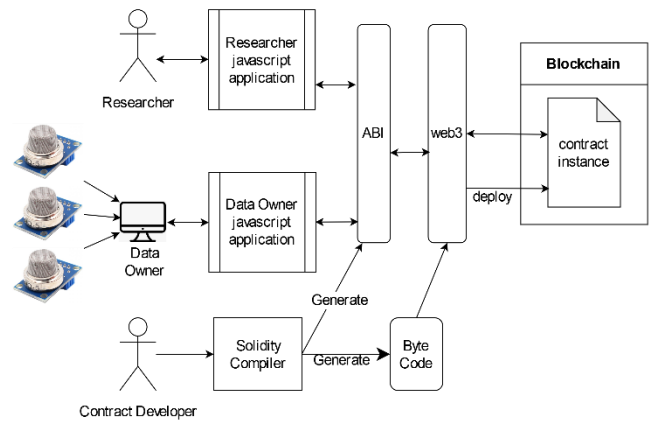 Researcher
javascript
application
Researcher
Blockchain
ABI
web3
contract
instance
deploy
Data Owner
javascript
application
Data
Owner
Generate
Solidity
Compiler
Generate
Byte
Code
Contract Developer